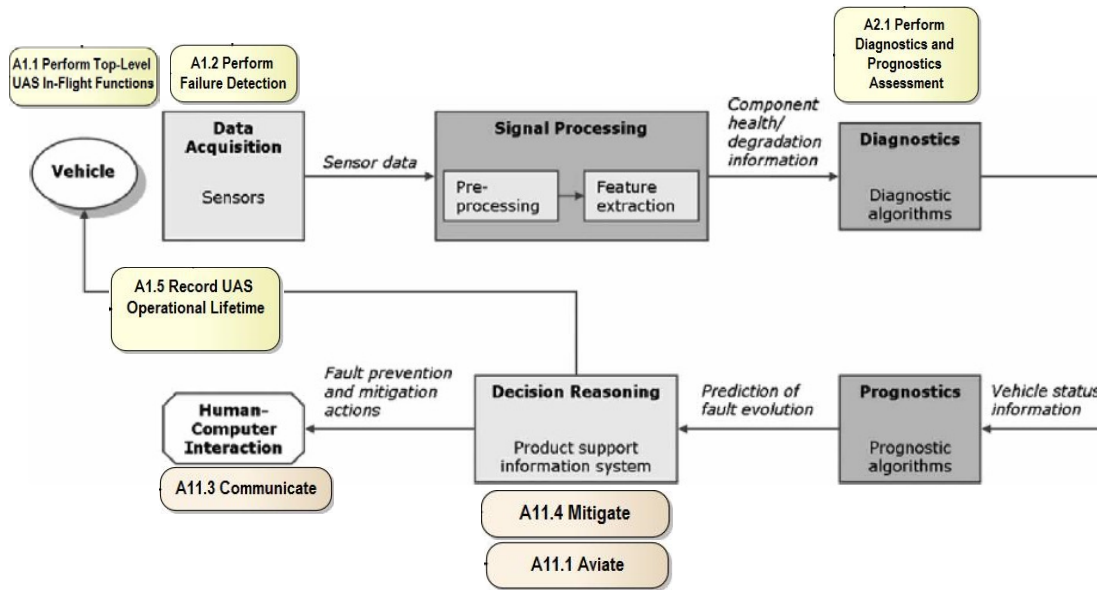 A1.1 Perform Top-Level
UAS In-Flight Functions
A1.2 Perform
Failure Detection
A2.1 Perform
Diagnostics and
Prognostics
Assessment
Vehicle
Data
Acquisition
Sensors
Sensor data
Signal Processing
Pre-
processing
Feature
extraction
Component
health/
degradation
information
Diagnostics
Diagnostic
algorithms
A1.5 Record UAS
Operational Lifetime
Human-
Computer
Interaction
Fault prevention
and mitigation
actions
Decision Reasoning
Product support
information system
Prediction of
fault evolution
Prognostics
Prognostic
algorithms
Vehicle status
information
A11.3 Communicate
A11.4 Mitigate
A11.1 Aviate